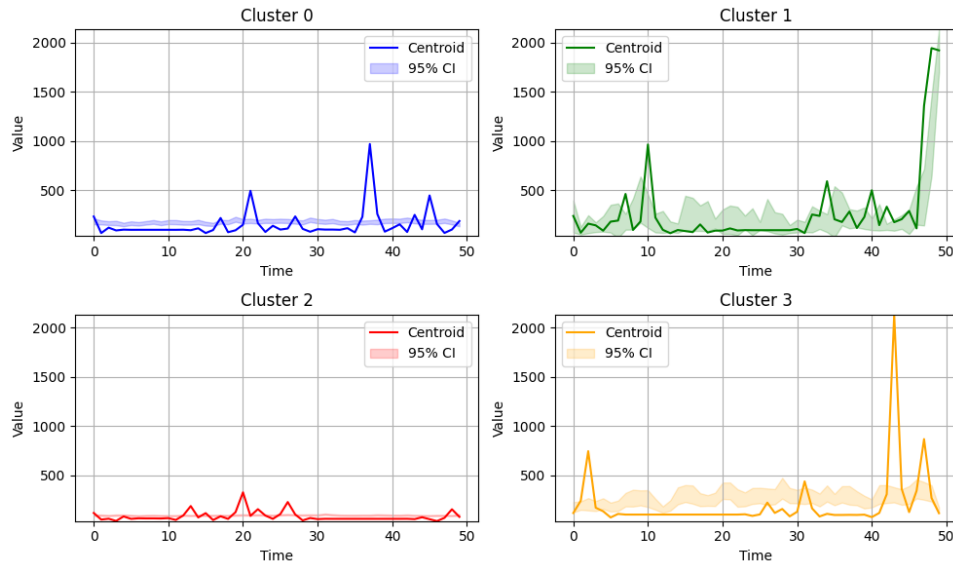 Cluster 0
Value
2000
1500
1000
500
Centroid
95% CI
0
10
20
30
40
50
Time
Cluster 1
Value
2000
1500
1000
500
Centroid
95% CI
0
10
20
30
40
50
Time
Cluster 2
Value
2000
1500
1000
500
Centroid
95% CI
0
10
20
30
40
50
Time
Cluster 3
Value
2000
1500
1000
500
Centroid
95% CI
0
10
20
30
40
50
Time